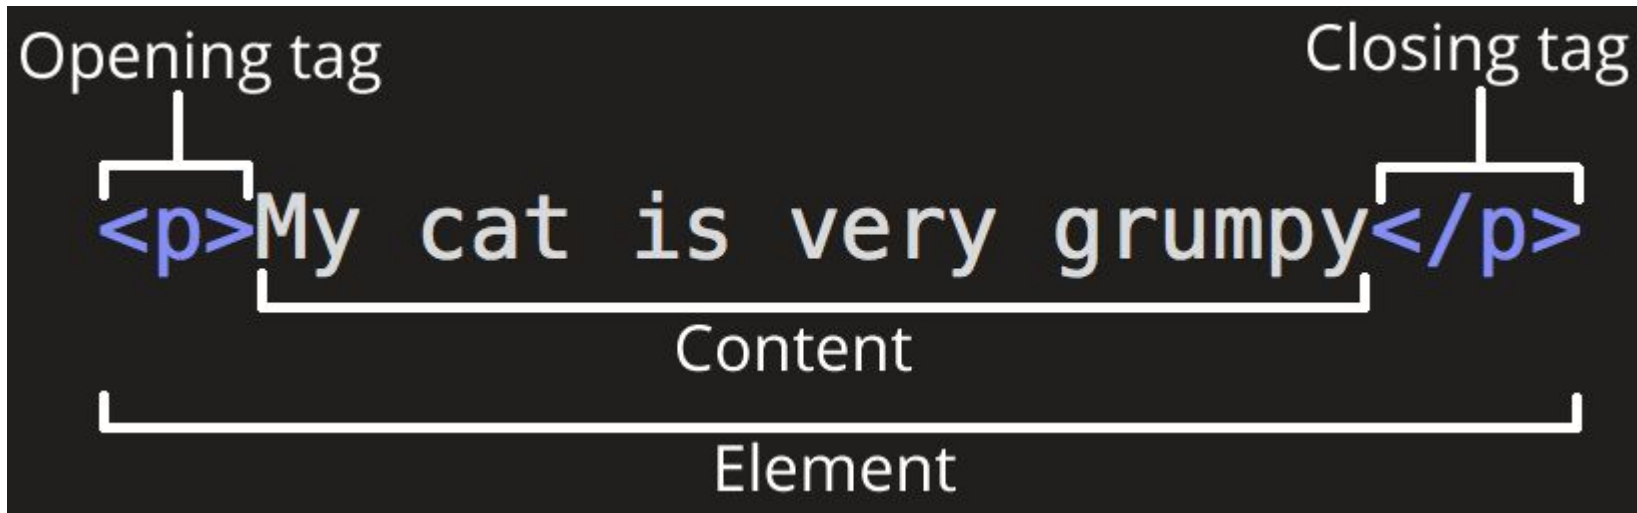 Opening tag
Closing tag
<p>My cat is very grumpy</p>
Content
Element